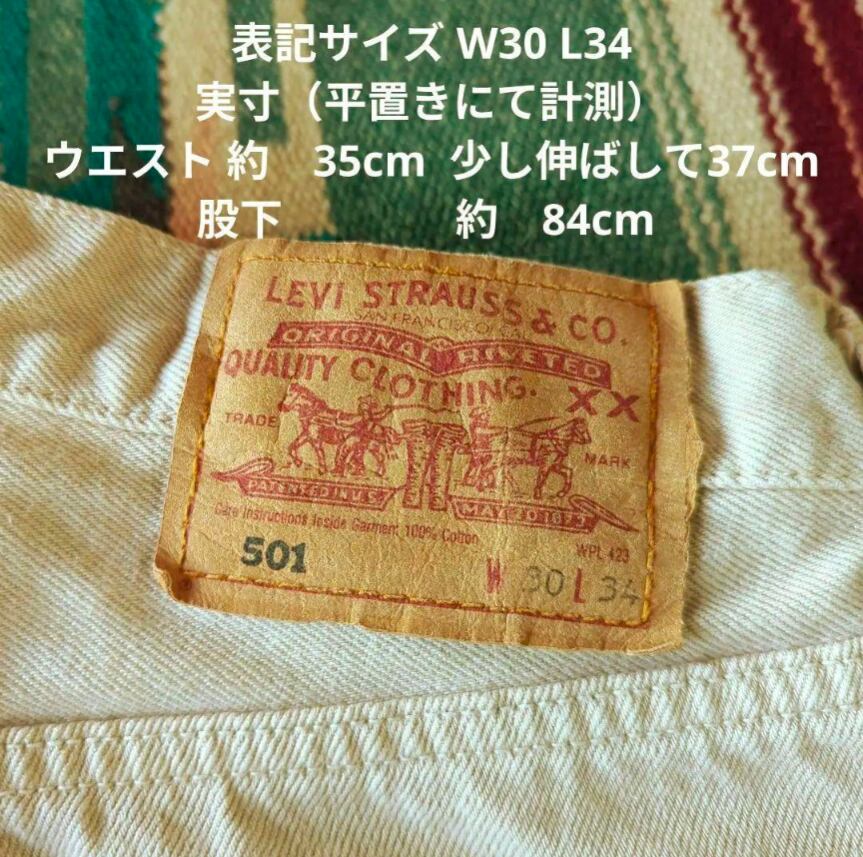 表記サイズ W30 L34
実寸（平置きにて計測）
ウエスト 約　35cm 少し伸ばして37cm
股下　　　　約　84cm
LEVI STRAUSS & CO.
SAN FRANCISCO
ORIGINAL RIVETED
QUALITY CLOTHING. XX
TRADE MARK
PATENTED IN U.S. MAY 20 1873
Care Instructions Inside Garment 100% Cotton
WPL 423
501 W 30 L 34